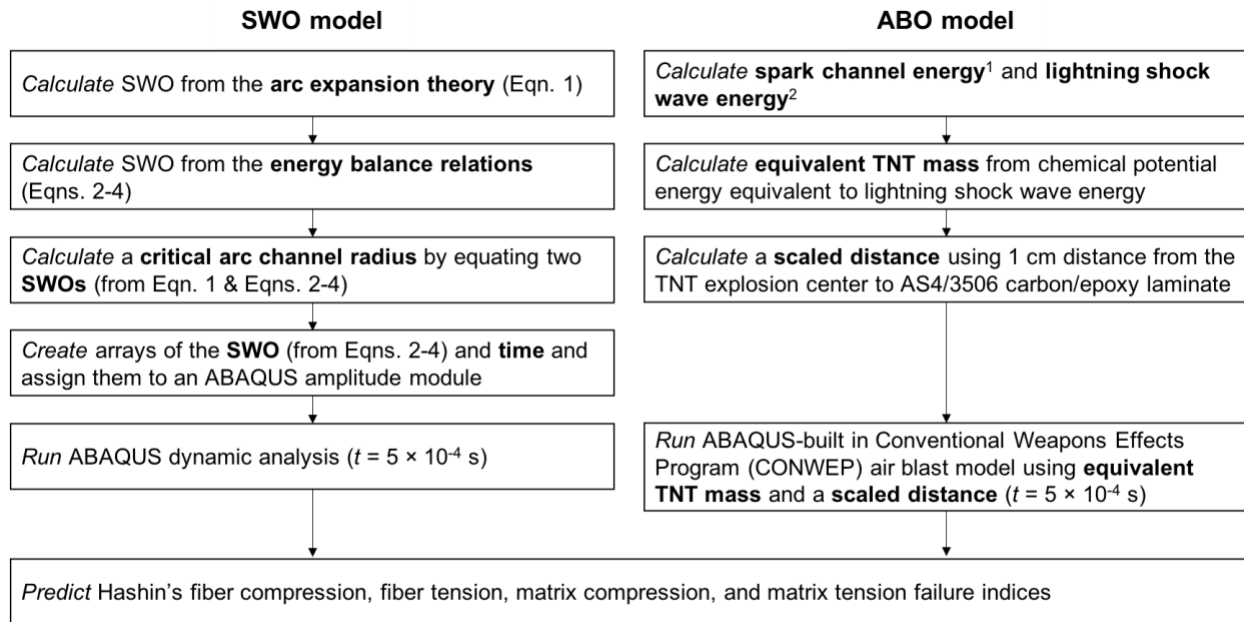 SWO model
Calculate SWO from the arc expansion theory (Eqn. 1)
Calculate SWO from the energy balance relations
(Eqns. 2-4)
Calculate a critical arc channel radius by equating two
SWOs (from Eqn. 1 & Eqns. 2-4)
Create arrays of the SWO (from Eqns. 2-4) and time and
assign them to an ABAQUS amplitude module
Run ABAQUS dynamic analysis (t = 5 × 10-4 s)
ABO model
Calculate spark channel energy1 and lightning shock
wave energy2
Calculate equivalent TNT mass from chemical potential
energy equivalent to lightning shock wave energy
Calculate a scaled distance using 1 cm distance from the
TNT explosion center to AS4/3506 carbon/epoxy laminate
Run ABAQUS-built in Conventional Weapons Effects
Program (CONWEP) air blast model using equivalent
TNT mass and a scaled distance (t = 5 × 10-4 s)
Predict Hashin's fiber compression, fiber tension, matrix compression, and matrix tension failure indices